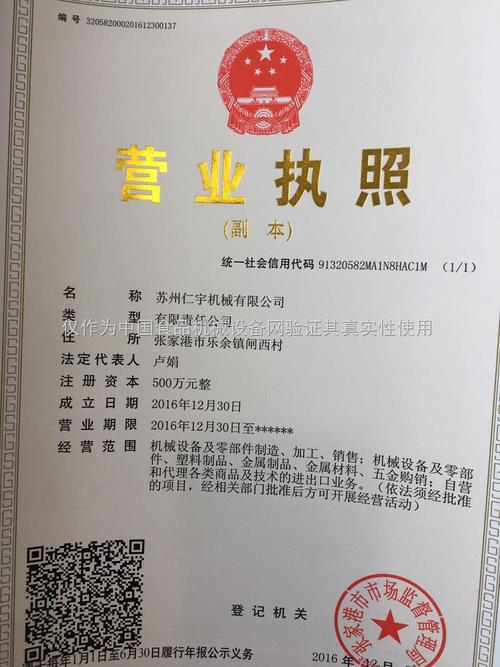 编 号 320582000201612300137
营业执照
(副 本)
统一社会信用代码 91320582MA1N8HAC1M (1/1)
名 称 苏州仁宇机械有限公司
类 型 有限责任公司
仅作为中国食品机械设备网验证其真实性使用
住 所 张家港市乐余镇闸西村
法定代表人 卢娟
注册资本 500万元整
成立日期 2016年12月30日
营业期限 2016年12月30日至******
经营范围 机械设备及零部件制造、加工、销售；机械设备及零部
件、塑料制品、金属制品、金属材料、五金购销；自营
和代理各类商品及技术的进出口业务。（依法须经批准
的项目，经相关部门批准后方可开展经营活动）
登记机关
张家港市市场监督管理局
每年1月1日至6月30日履行年报公示义务
2016 年 12 月